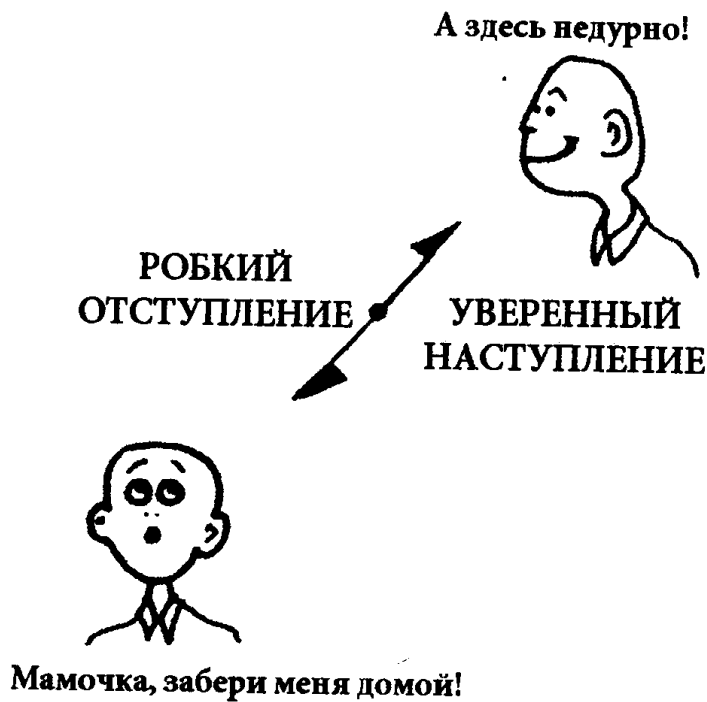 А здесь недурно!
РОБКИЙ
ОТСТУПЛЕНИЕ
УВЕРЕННЫЙ
НАСТУПЛЕНИЕ
Мамочка, забери меня домой!